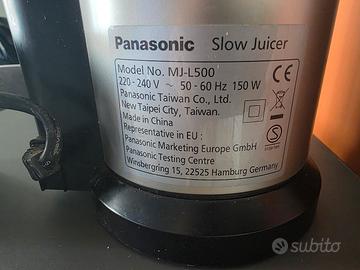 Panasonic Slow Juicer
Model No. MJ-L500
220-240 V ~ 50-60 Hz 150 W
Panasonic Taiwan Co., Ltd.
New Taipei City, Taiwan.
Made in China
Representative in EU :
Panasonic Marketing Europe GmbH
Panasonic Testing Centre
Winsbergring 15, 22525 Hamburg Germany
CE
S
subito